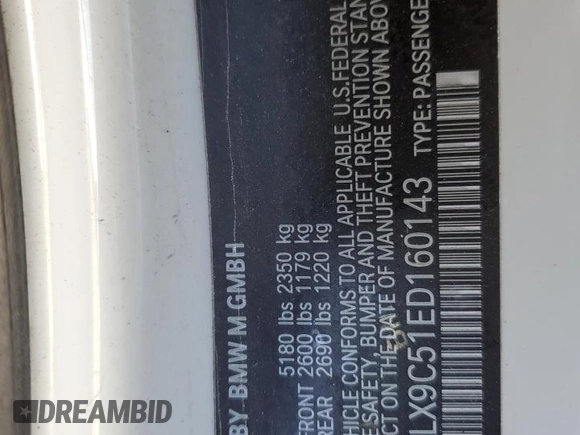 BY BMW M GMBH
5180 lbs 2350 kg
FRONT 2600 lbs 1179 kg
REAR 2690 lbs 1220 kg
VEHICLE CONFORMS TO ALL APPLICABLE U.S.FEDERAL
SAFETY, BUMPER AND THEFT PREVENTION STAN
CT ON THE DATE OF MANUFACTURE SHOWN ABOV
LX9C51ED160143 TYPE: PASSENGE
DREAMBID